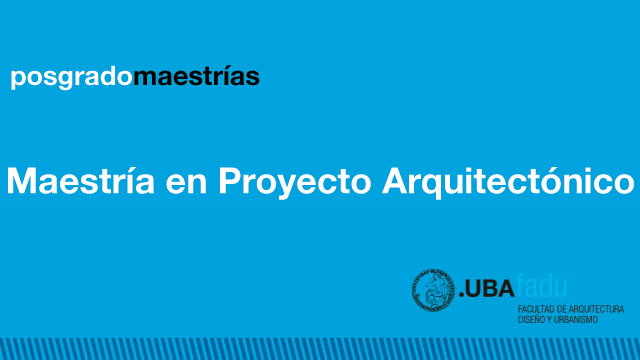 posgradomaestrías
Maestría en Proyecto Arquitectónico
.UBAfadu
FACULTAD DE ARQUITECTURA
DISEÑO Y URBANISMO